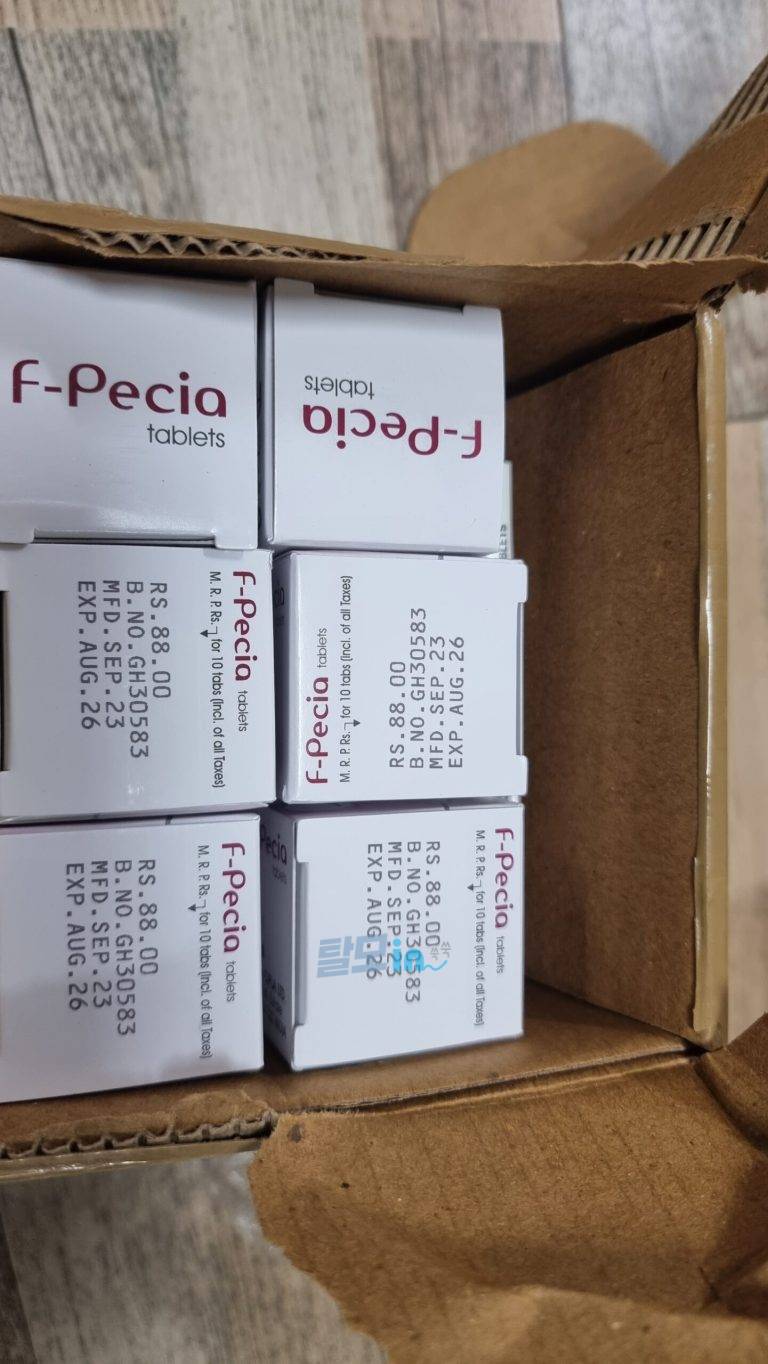 F-Pecia
tablets
F-Pecia
tablets
F-Pecia tablets
M. R. P. Rs. for 10 tabs (Incl. of all Taxes)
RS.88.00
B.NO.GH30583
MFD.SEP.23
EXP.AUG.26
F-Pecia tablets
M. R. P. Rs. for 10 tabs (Incl. of all Taxes)
RS.88.00
B.NO.GH30583
MFD.SEP.23
EXP.AUG.26
F-Pecia tablets
M. R. P. Rs. for 10 tabs (Incl. of all Taxes)
RS.88.00
B.NO.GH30583
MFD.SEP.23
EXP.AUG.26
Pecia
tablets
F-Pecia tablets
M. R. P. Rs. for 10 tabs (Incl. of all Taxes)
RS.88.00
B.NO.GH30583
MFD.SEP.23
EXP.AUG.26
탈모